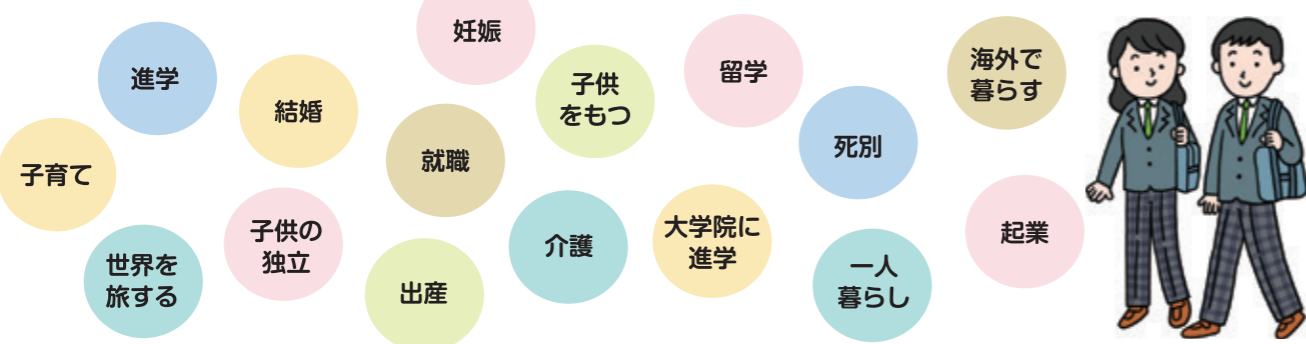 妊娠
進学
結婚
子供
をもつ
留学
海外で
暮らす
子育て
就職
死別
世界を
旅する
子供の
独立
出産
介護
大学院に
進学
一人
暮らし
起業